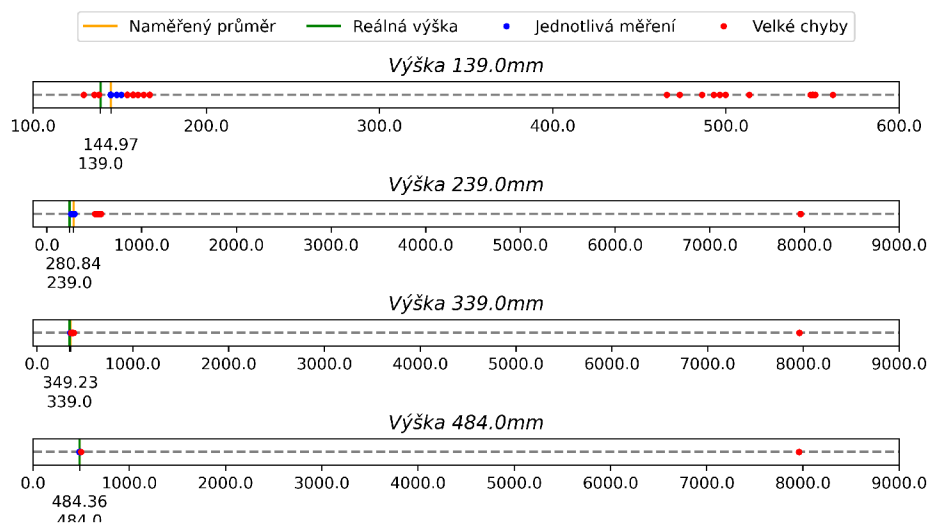 Naměřený průměr Reálná výška Jednotlivá měření Velké chyby
Výška 139.0mm
100.0 200.0 300.0 400.0 500.0 600.0
144.97
139.0
Výška 239.0mm
0.0 1000.0 2000.0 3000.0 4000.0 5000.0 6000.0 7000.0 8000.0 9000.0
280.84
239.0
Výška 339.0mm
0.0 1000.0 2000.0 3000.0 4000.0 5000.0 6000.0 7000.0 8000.0 9000.0
349.23
339.0
Výška 484.0mm
0.0 1000.0 2000.0 3000.0 4000.0 5000.0 6000.0 7000.0 8000.0 9000.0
484.36
484.0